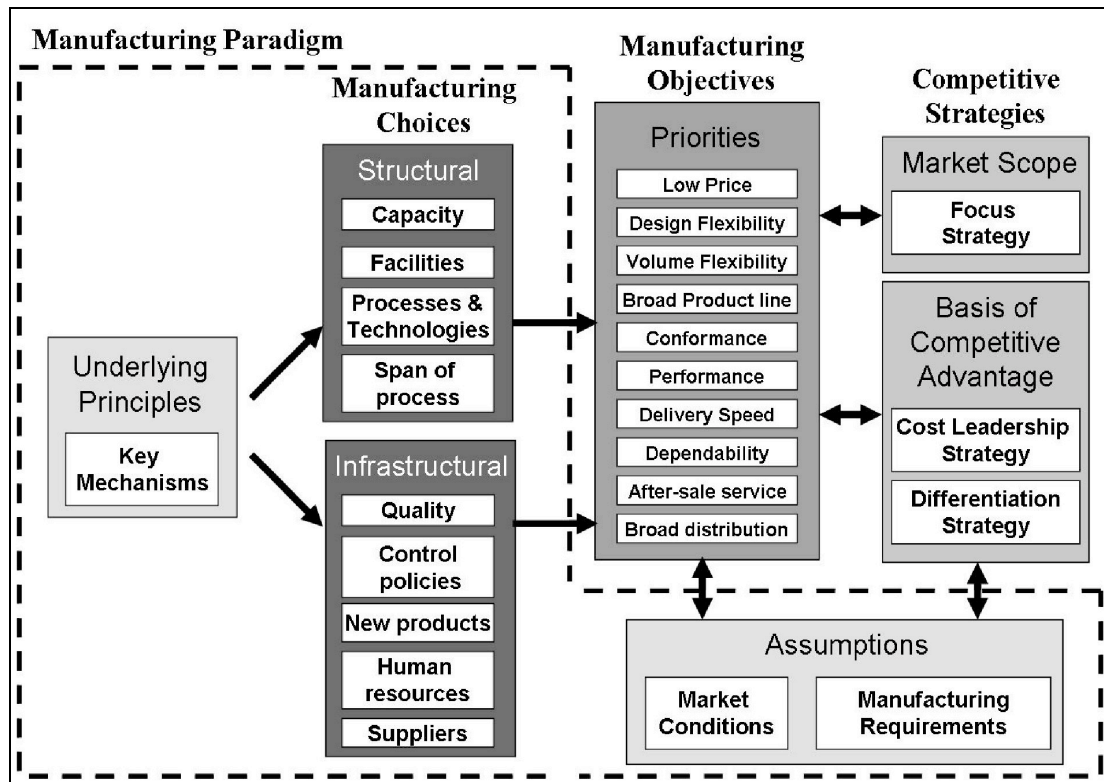 Manufacturing Paradigm
Manufacturing
Choices
Manufacturing
Objectives
Competitive
Strategies
Underlying
Principles
Key
Mechanisms
Structural
Capacity
Facilities
Processes &
Technologies
Span of
process
Infrastructural
Quality
Control
policies
New products
Human
resources
Suppliers
Priorities
Low Price
Design Flexibility
Volume Flexibility
Broad Product line
Conformance
Performance
Delivery Speed
Dependability
After-sale service
Broad distribution
Market Scope
Focus
Strategy
Basis of
Competitive
Advantage
Cost Leadership
Strategy
Differentiation
Strategy
Assumptions
Market
Conditions
Manufacturing
Requirements